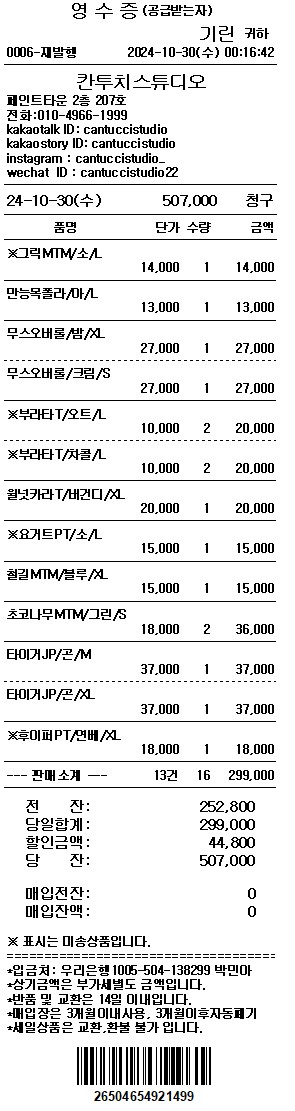 영 수 증 (공급받는자)
기린 귀하
0006-재발행 2024-10-30(수) 00:16:42
칸투치스튜디오
페인트타운 2층 207호
전화:010-4966-1999
kakaotalk ID: cantuccistudio
kakaostory ID: cantuccistudio
instagram : cantuccistudio_
wechat ID : cantuccistudio22
24-10-30(수) 507,000 청구
품명 단가 수량 금액
※그릭MTM/소/L
14,000 1 14,000
만능목폴라/아/L
13,000 1 13,000
무스오버롤/밤/XL
27,000 1 27,000
무스오버롤/크림/S
27,000 1 27,000
※부라타T/오트/L
10,000 2 20,000
※부라타T/차콜/L
10,000 2 20,000
윌넛카라T/버건디/XL
20,000 1 20,000
※요거트PT/소/L
15,000 1 15,000
철길MTM/블루/XL
15,000 1 15,000
초코나무MTM/그린/S
18,000 2 36,000
타이거JP/곤/M
37,000 1 37,000
타이거JP/곤/XL
37,000 1 37,000
※후이퍼PT/먼베/XL
18,000 1 18,000
--- 판매 소계 --- 13건 16 299,000
전 잔: 252,800
당일합계: 299,000
할인금액: 44,800
당 잔: 507,000
매입전잔: 0
매입잔액: 0
※ 표시는 미송상품입니다.
*입금처: 우리은행1005-504-138299 박민아
*상기금액은 부가세별도 금액입니다.
*반품 및 교환은 14일 이내입니다.
*매입장은 3개월이내사용, 3개월이후자동폐기
*세일상품은 교환,환불 불가 입니다.
26504654921499